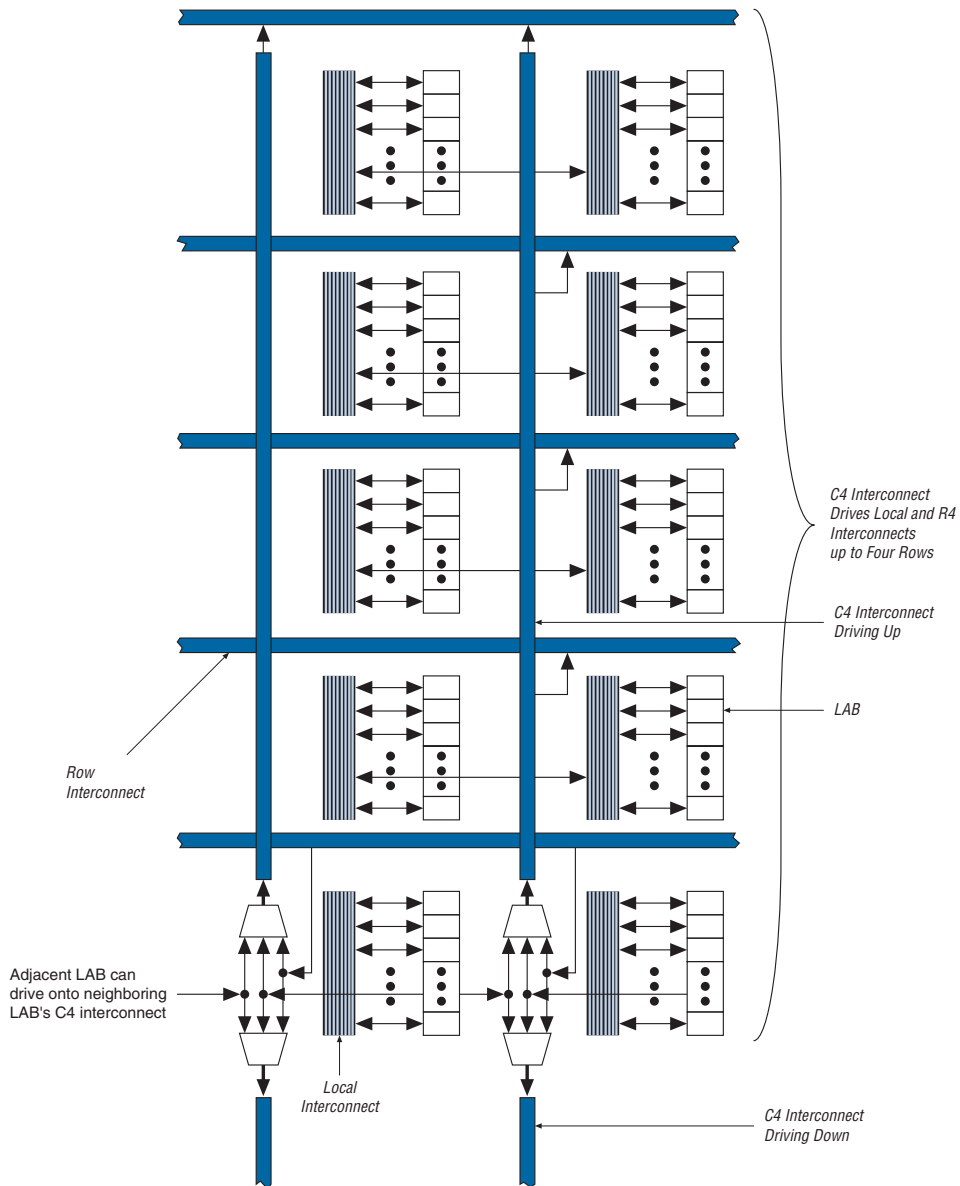 C4 Interconnect
Drives Local and R4
Interconnects
up to Four Rows
C4 Interconnect
Driving Up
LAB
Row
Interconnect
Adjacent LAB can
drive onto neighboring
LAB's C4 interconnect
Local
Interconnect
C4 Interconnect
Driving Down